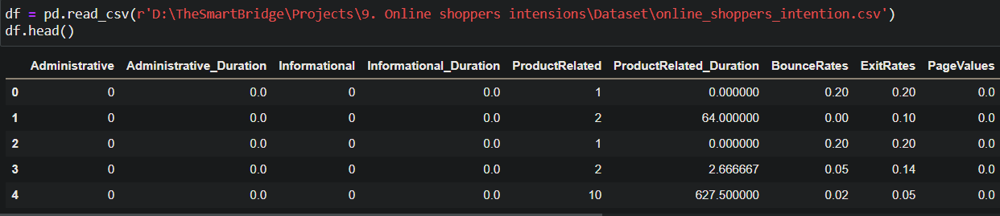 df = pd.read_csv(r'D:\TheSmartBridge\Projects\9. Online shoppers intensions\Dataset\online_shoppers_intention.csv')
df.head()
Administrative Administrative_Duration Informational Informational_Duration ProductRelated ProductRelated_Duration BounceRates ExitRates PageValues
0 0 0.0 0 0.0 1 0.000000 0.20 0.20 0.0
1 0 0.0 0 0.0 2 64.000000 0.00 0.10 0.0
2 0 0.0 0 0.0 1 0.000000 0.20 0.20 0.0
3 0 0.0 0 0.0 2 2.666667 0.05 0.14 0.0
4 0 0.0 0 0.0 10 627.500000 0.02 0.05 0.0